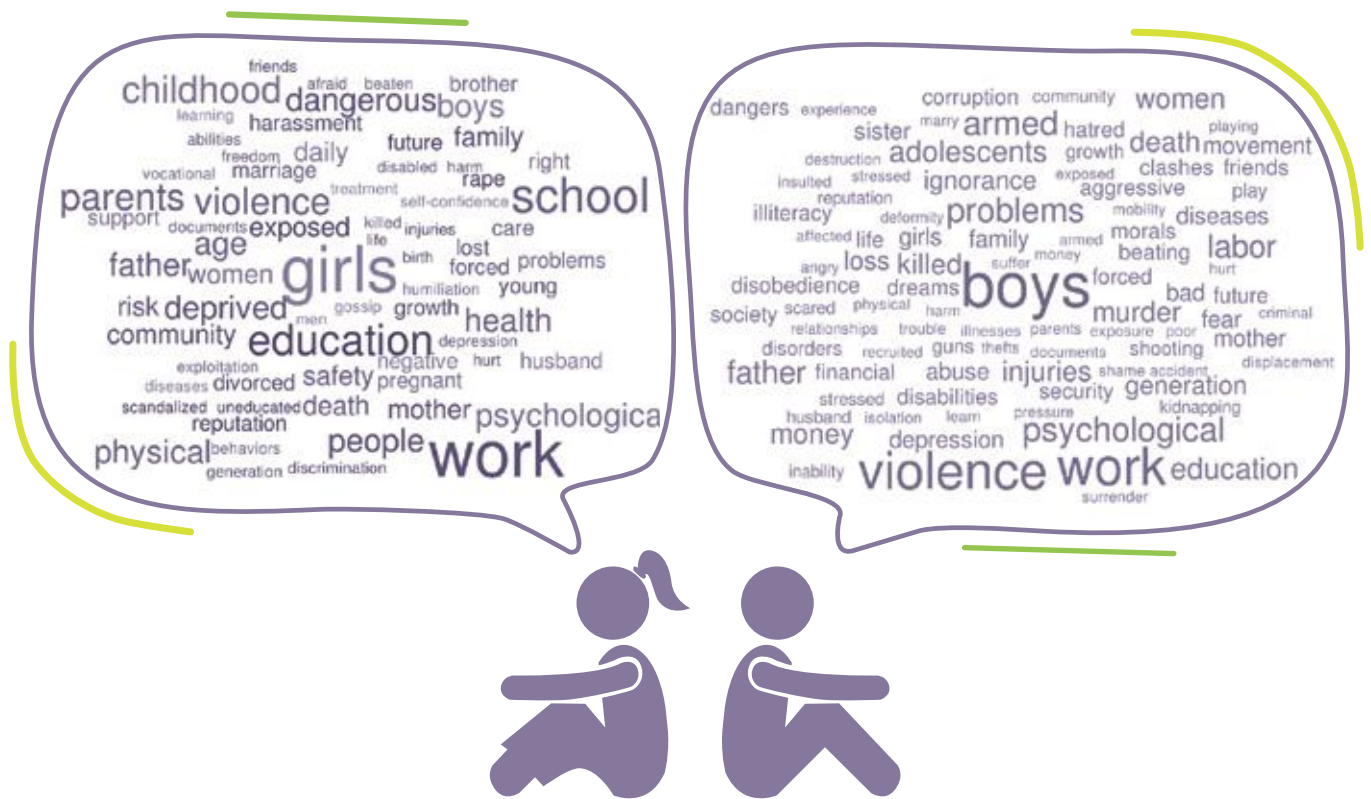 friends
childhood afraid beaten brother
dangerous boys
learning harassment
abilities future family
freedom daily disabled harm right
vocational marriage rape
parents violence treatment self-confidence school
support documents exposed killed injuries care
age life lost
father women girls birth forced problems
humiliation young
risk deprived men gossip growth health
community education depression
exploitation negative hurt husband
diseases divorced safety pregnant
scandalized uneducated death mother psychologica
reputation
physical behaviors people work
generation discrimination
dangers experience corruption community women
sister marry armed hatred death playing
destruction adolescents growth movement
insulted stressed ignorance exposed clashes friends
reputation aggressive play
illiteracy deformity problems mobility diseases
affected life girls family armed morals
angry loss killed suffer money beating labor
disobedience dreams boys forced hurt
society scared physical harm murder bad future
relationships trouble illnesses parents exposure poor fear criminal
disorders recruited guns thefts documents shooting mother
father financial abuse injuries shame accident displacement
stressed disabilities security generation
husband isolation learn pressure kidnapping
money depression psychological
inability violence work education
surrender